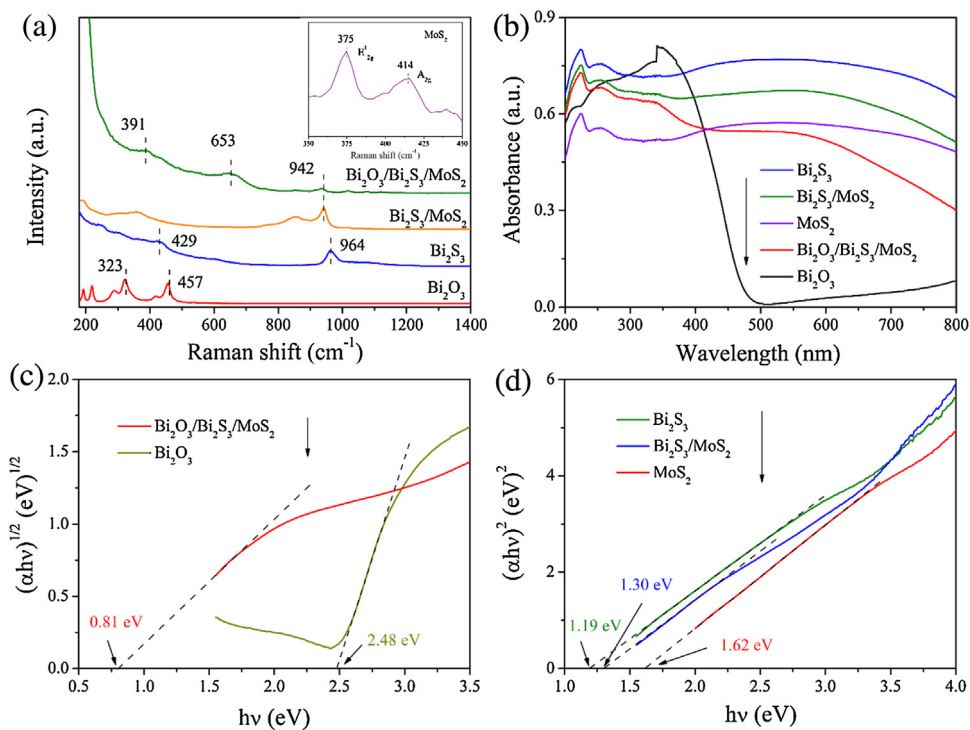 (a)
Intensity (a.u.)
391
653
942
Bi₂O₃/Bi₂S₃/MoS₂
Bi₂S₃/MoS₂
429
964
Bi₂S₃
323
457
Bi₂O₃
180 400 600 800 1000 1200 1400
Raman shift (cm⁻¹)
MoS₂
375
E¹₂g
414
A₂g
350 375 400 425 450
Raman shift (cm⁻¹)
Intensity (a.u.)
(b)
Absorbance (a.u.)
0.9
0.6
0.3
0.0
Bi₂S₃
Bi₂S₃/MoS₂
MoS₂
Bi₂O₃/Bi₂S₃/MoS₂
Bi₂O₃
200 300 400 500 600 700 800
Wavelength (nm)
(c)
(αhν)¹/² (eV)¹/²
2.0
1.5
1.0
0.5
0.0
Bi₂O₃/Bi₂S₃/MoS₂
Bi₂O₃
0.81 eV
2.48 eV
0.5 1.0 1.5 2.0 2.5 3.0 3.5
hν (eV)
(d)
(αhν)² (eV)²
6
4
2
0
Bi₂S₃
Bi₂S₃/MoS₂
MoS₂
1.30 eV
1.19 eV
1.62 eV
1.0 1.5 2.0 2.5 3.0 3.5 4.0
hν (eV)